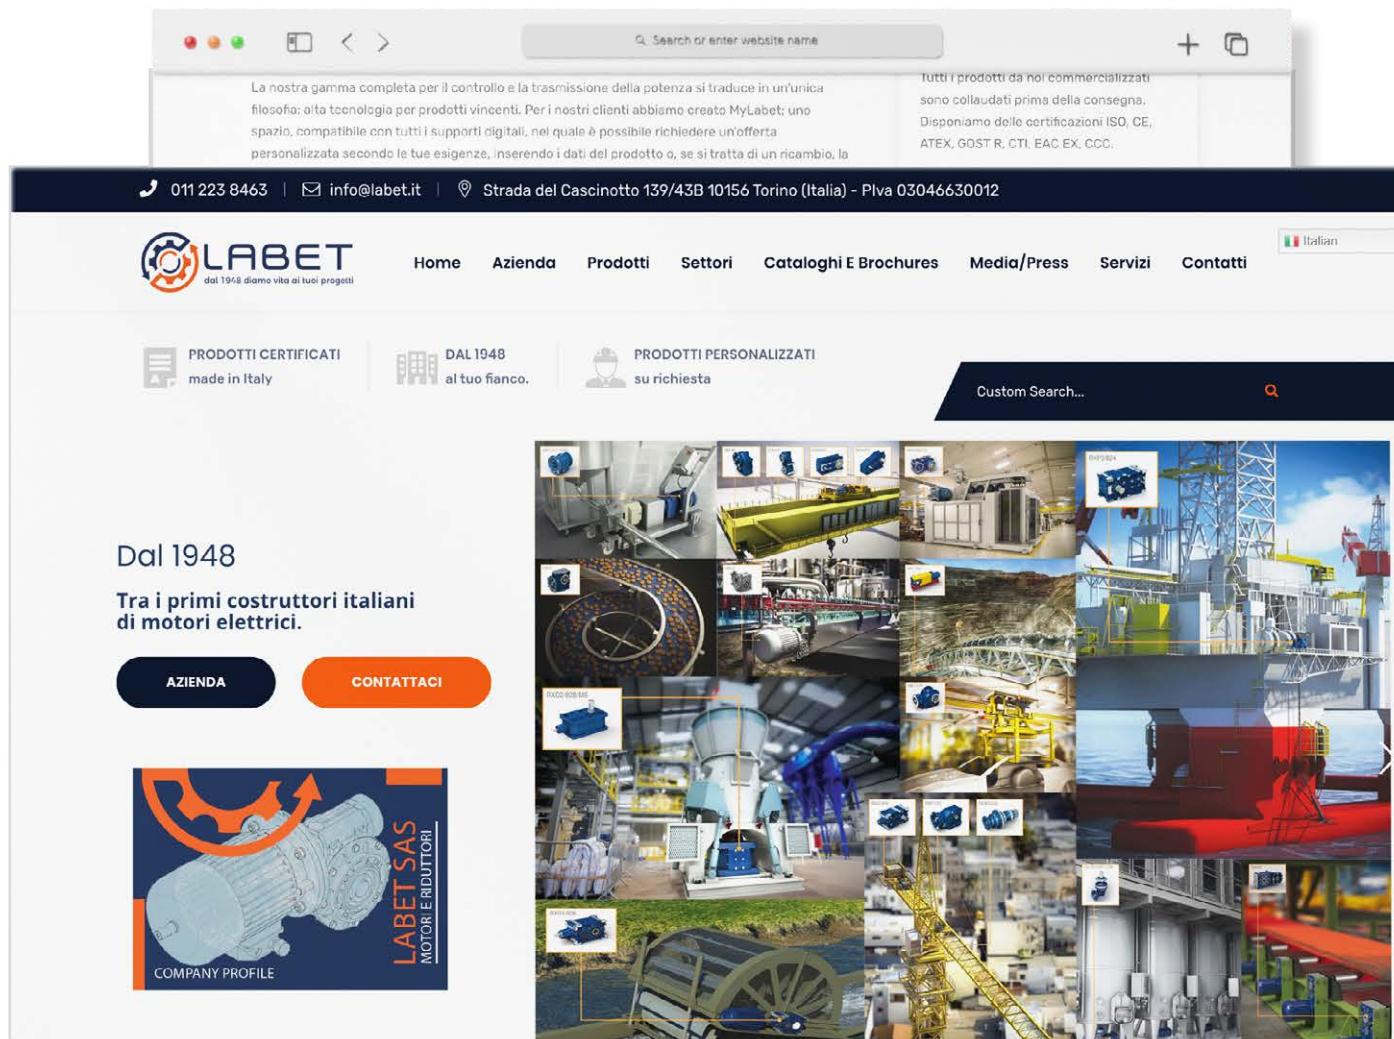 Search or enter website name
La nostra gamma completa per il controllo e la trasmissione della potenza si traduce in un'unica
filosofia: alta tecnologia per prodotti vincenti. Per i nostri clienti abbiamo creato MyLabet: uno
spazio, compatibile con tutti i supporti digitali, nel quale è possibile richiedere un'offerta
personalizzata secondo le tue esigenze, inserendo i dati del prodotto o, se si tratta di un ricambio, la
Tutti i prodotti da noi commercializzati
sono collaudati prima della consegna.
Disponiamo delle certificazioni ISO, CE,
ATEX, GOST R, CTI, EAC EX, CCC.
011 223 8463 | info@labet.it | Strada del Cascinotto 139/43B 10156 Torino (Italia) - PIva 03046630012
LABET
dal 1948 diamo vita ai tuoi progetti
Home Azienda Prodotti Settori Cataloghi E Brochures Media/Press Servizi Contatti
Italian
PRODOTTI CERTIFICATI
made in Italy
DAL 1948
al tuo fianco.
PRODOTTI PERSONALIZZATI
su richiesta
Custom Search...
Dal 1948
Tra i primi costruttori italiani
di motori elettrici.
AZIENDA
CONTATTACI
LABET SAS
MOTORI E RIDUTTORI
COMPANY PROFILE